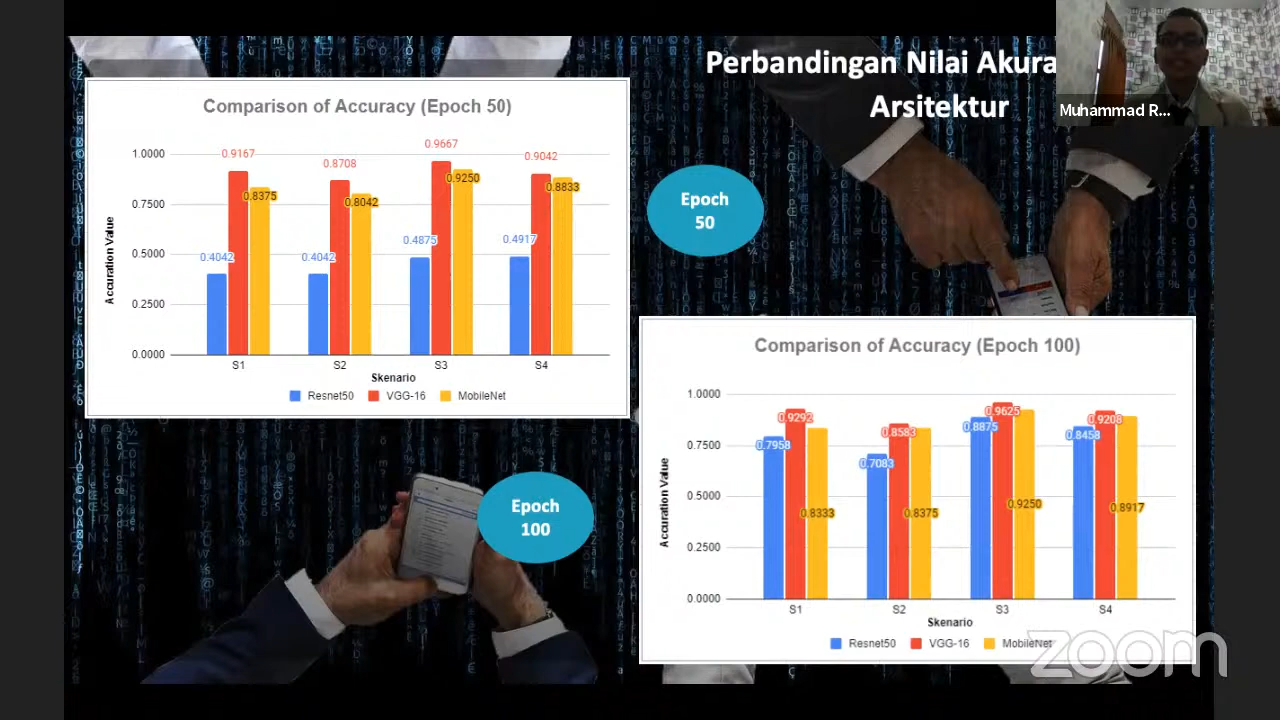 Perbandingan Nilai Akura
Arsitektur
Muhammad R...
Comparison of Accuracy (Epoch 50)
Accuration Value
1.0000
0.7500
0.5000
0.2500
0.0000
0.4042
0.9167
0.8375
0.4042
0.8708
0.8042
0.4875
0.9667
0.9250
0.4917
0.9042
0.8833
S1
S2
S3
S4
Skenario
Resnet50
VGG-16
MobileNet
Epoch
50
Epoch
100
Comparison of Accuracy (Epoch 100)
Accuration Value
1.0000
0.7500
0.5000
0.2500
0.0000
0.7958
0.9292
0.8333
0.7083
0.8583
0.8375
0.8875
0.9625
0.9250
0.8458
0.9208
0.8917
S1
S2
S3
S4
Skenario
Resnet50
VGG-16
MobileNet
zoom